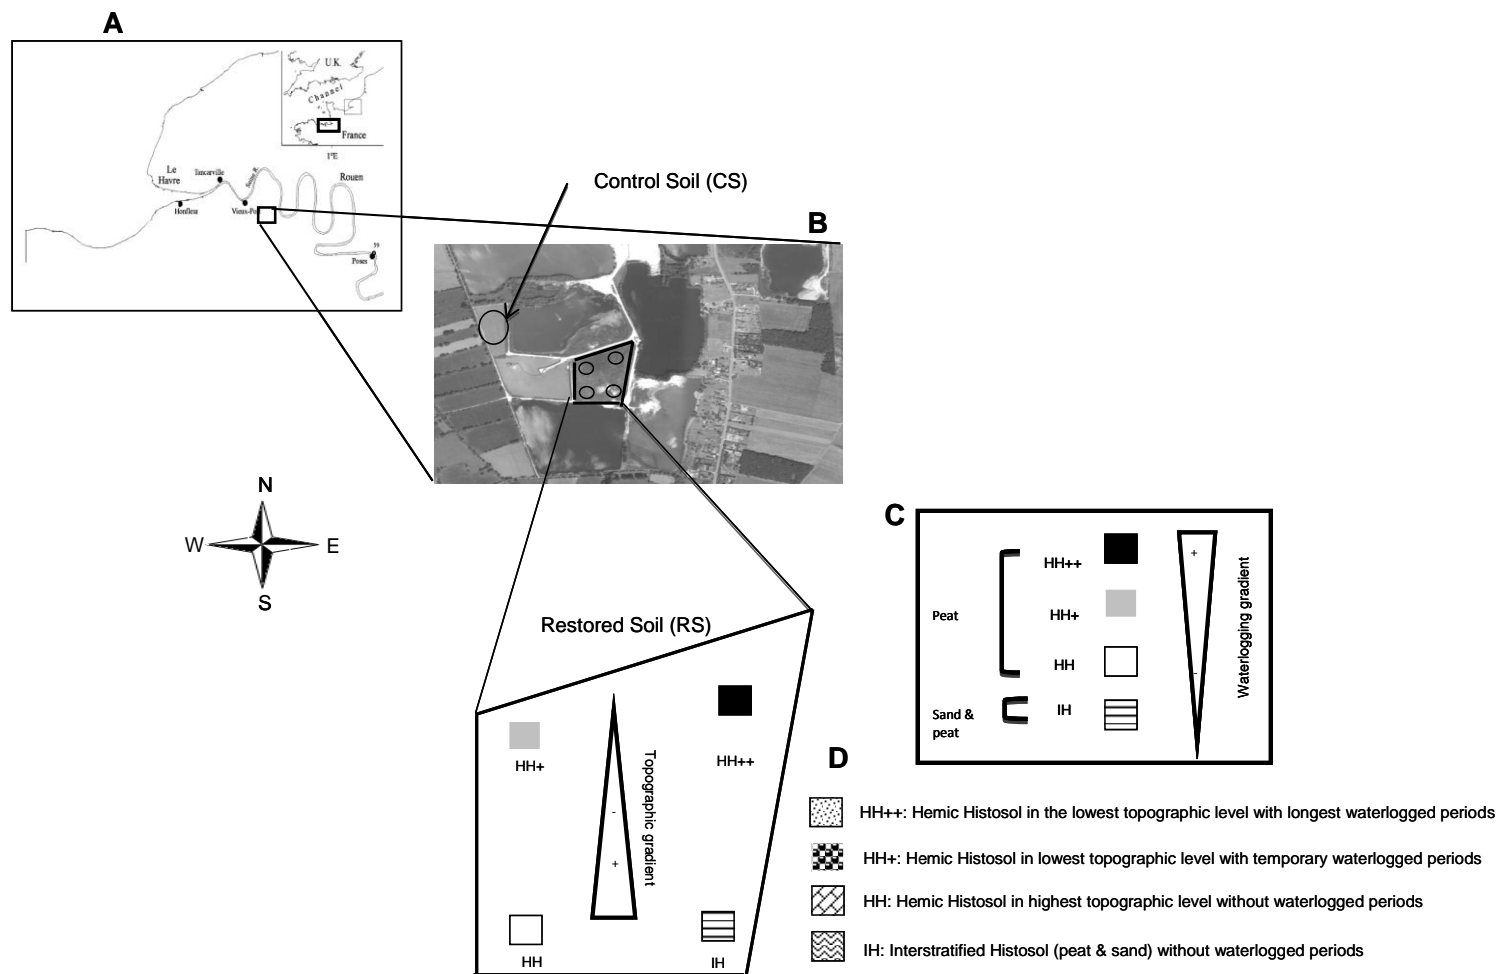 A
U.K.
Channel
France
1°E
Le
Havre
Tancarville
Seine R.
Rouen
Honfleur
Vieux-Port
Poses
Control Soil (CS)
B
N
W
E
S
C
Peat
HH++
HH+
HH
Sand &
peat
IH
+
-
Waterlogging gradient
Restored Soil (RS)
HH+
HH++
Topographic gradient
-
+
HH
IH
D
HH++: Hemic Histosol in the lowest topographic level with longest waterlogged periods
HH+: Hemic Histosol in lowest topographic level with temporary waterlogged periods
HH: Hemic Histosol in highest topographic level without waterlogged periods
IH: Interstratified Histosol (peat & sand) without waterlogged periods